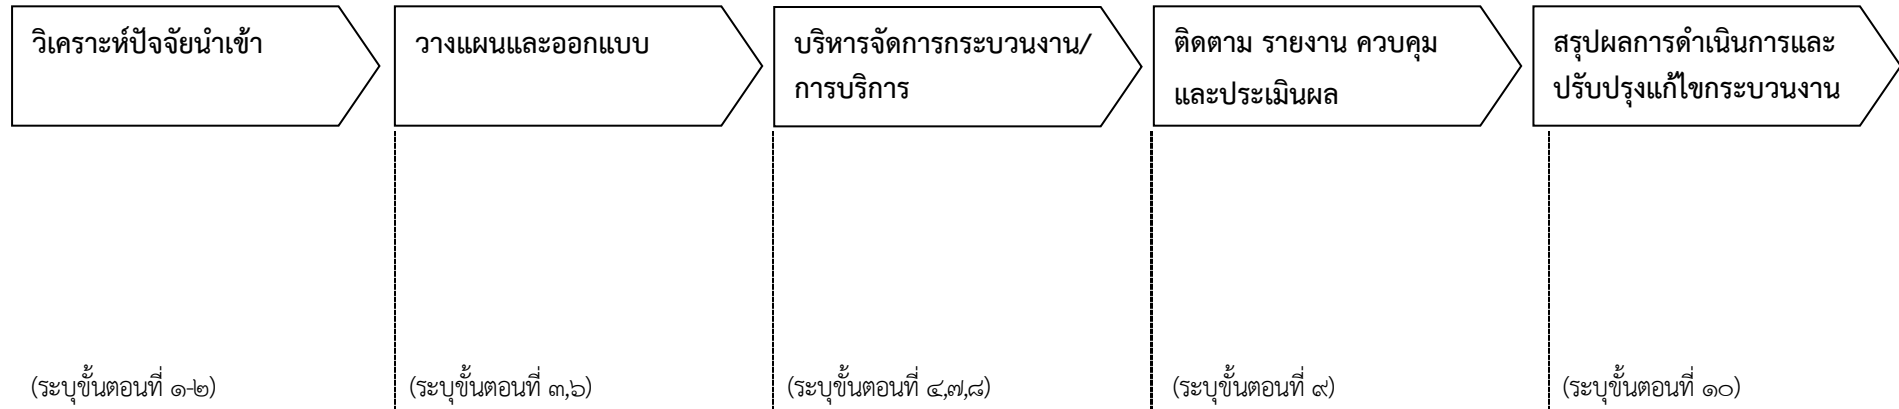 วิเคราะห์ปัจจัยนำเข้า
วางแผนและออกแบบ
บริหารจัดการกระบวนงาน/
การบริการ
ติดตาม รายงาน ควบคุม
และประเมินผล
สรุปผลการดำเนินการและ
ปรับปรุงแก้ไขกระบวนงาน
(ระบุขั้นตอนที่ ๑-๒)
(ระบุขั้นตอนที่ ๓,๖)
(ระบุขั้นตอนที่ ๔,๗,๘)
(ระบุขั้นตอนที่ ๙)
(ระบุขั้นตอนที่ ๑๐)